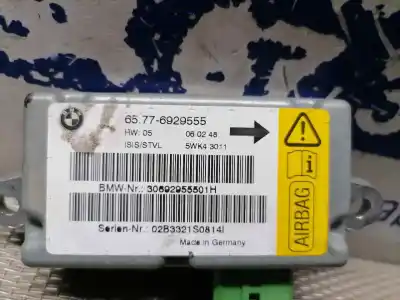 BMW
65.77-6929555
HW: 05 06 02 48
ISIS/STVL 5WK4 3011
BMW-Nr.: 30692955501H
Serien-Nr.: 02B3321S0814I
Made in Germany
AIRBAG
i